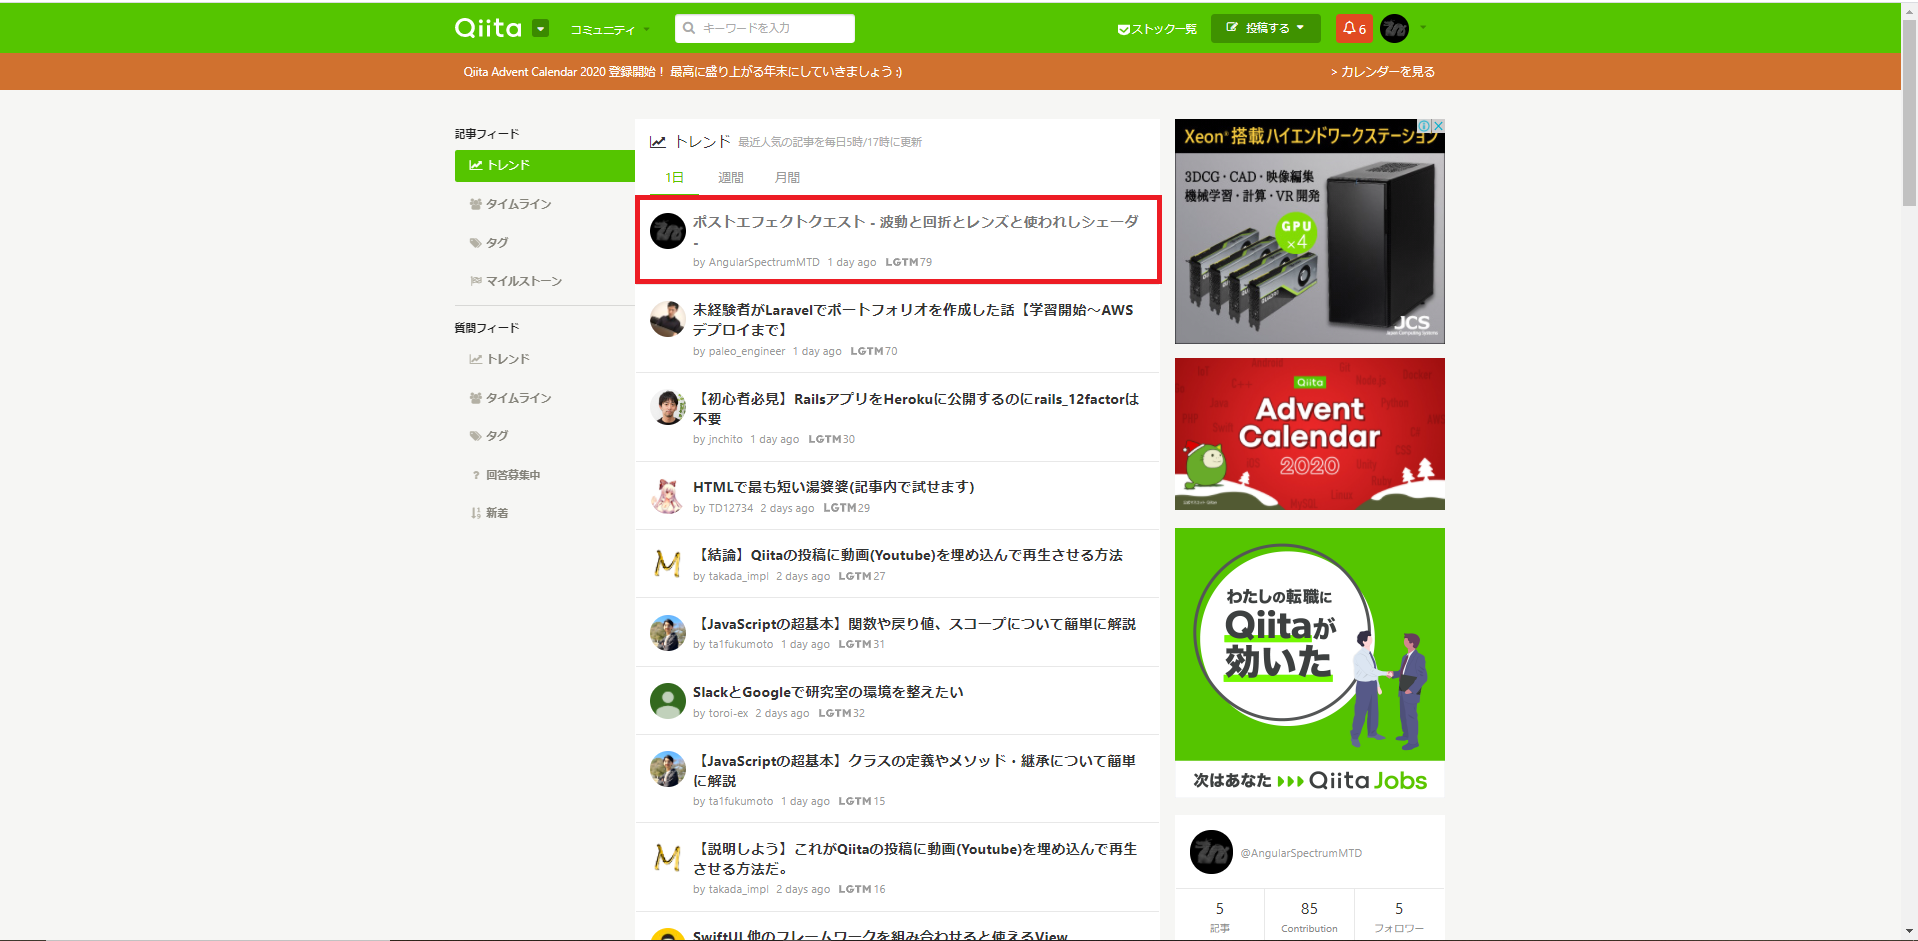 Qiita
コミュニティ
キーワードを入力
ストック一覧
投稿する
6
Qiita Advent Calendar 2020 登録開始！ 最高に盛り上がる年末にしていきましょう :)
> カレンダーを見る
記事フィード
トレンド
タイムライン
タグ
マイルストーン
質問フィード
トレンド
タイムライン
タグ
? 回答募集中
新着
トレンド 最近人気の記事を毎日5時/17時に更新
1日 週間 月間
ポストエフェクトクエスト - 波動と回折とレンズと使われしシェーダ
-
by AngularSpectrumMTD 1 day ago LGTM 79
未経験者がLaravelでポートフォリオを作成した話【学習開始～AWS
デプロイまで】
by paleo_engineer 1 day ago LGTM 70
【初心者必見】RailsアプリをHerokuに公開するのにrails_12factorは
不要
by jnchito 1 day ago LGTM 30
HTMLで最も短い湯婆婆(記事内で試せます)
by TD12734 2 days ago LGTM 29
【結論】Qiitaの投稿に動画(Youtube)を埋め込んで再生させる方法
by takada_impl 2 days ago LGTM 27
【JavaScriptの超基本】関数や戻り値、スコープについて簡単に解説
by ta1fukumoto 1 day ago LGTM 31
SlackとGoogleで研究室の環境を整えたい
by toroi-ex 2 days ago LGTM 32
【JavaScriptの超基本】クラスの定義やメソッド・継承について簡単
に解説
by ta1fukumoto 1 day ago LGTM 15
【説明しよう】これがQiitaの投稿に動画(Youtube)を埋め込んで再生
させる方法だ。
by takada_impl 2 days ago LGTM 16
SwiftUI 他のフレームワークを組み合わせると使えるView
Xeon®搭載ハイエンドワークステーション
3DCG・CAD・映像編集
機械学習・計算・VR開発
GPU
×4
JCS
Qiita
Advent
Calendar
2020
わたしの転職に
Qiitaが
効いた
次はあなた Qiita Jobs
@AngularSpectrumMTD
5
記事
85
Contribution
5
フォロワー